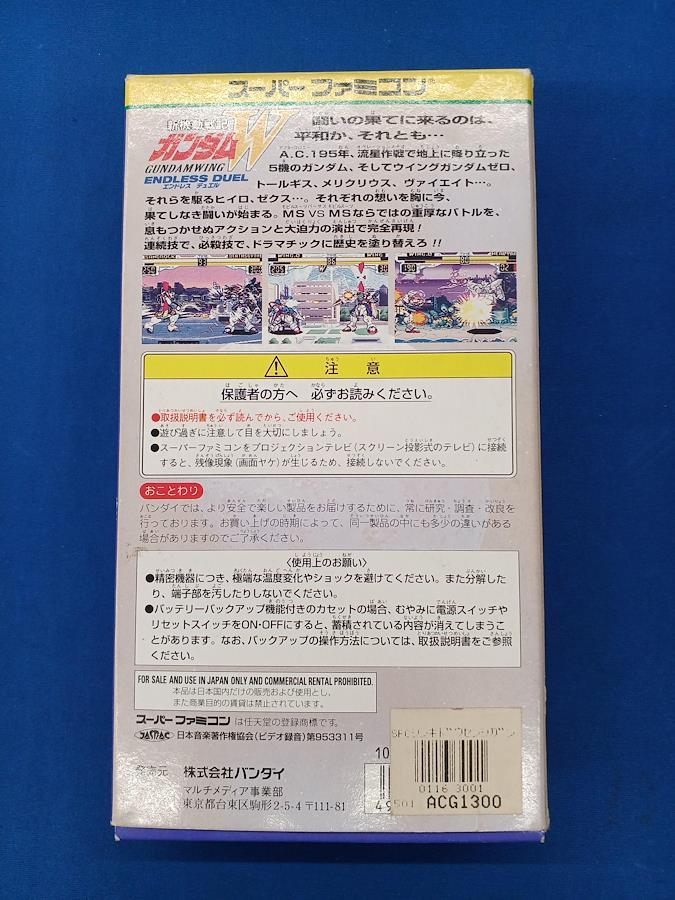 スーパーファミコン
闘いの果てに来るのは、
平和か、それとも…
新機動戦記
ガンダムW
GUNDAMWING
ENDLESS DUEL
エンドレス デュエル
A.C.195年、流星作戦で地上に降り立った
5機のガンダム、そしてウイングガンダムゼロ、
トールギス、メリクリウス、ヴァイエイト…。
それらを駆るヒイロ、ゼクス…。それぞれの想いを胸に今、
果てしなき闘いが始まる。MS VS MSならではの重厚なバトルを、
息もつかせぬアクションと大迫力の演出で完全再現!
連続技で、必殺技で、ドラマチックに歴史を塗り替えろ!!
注意
保護者の方へ 必ずお読みください。
●取扱説明書を必ず読んでから、ご使用ください。
●遊び過ぎに注意して目を大切にしましょう。
●スーパーファミコンをプロジェクションテレビ(スクリーン投影式のテレビ)に接続
すると、残像現象(画面ヤケ)が生じるため、接続しないでください。
おことわり
バンダイでは、より安全で楽しい製品をお届けするために、常に研究・調査・改良を
行っております。お買い上げの時期によって、同一製品の中にも多少の違いがある
場合がありますのでご了承ください。
〈使用上のお願い〉
●精密機器につき、極端な温度変化やショックを避けてください。また分解した
り、端子部を汚したりしないでください。
●バッテリーバックアップ機能付きのカセットの場合、むやみに電源スイッチや
リセットスイッチをON・OFFにすると、蓄積されている内容が消えてしまうこ
とがあります。なお、バックアップの操作方法については、取扱説明書をご参照
ください。
FOR SALE AND USE IN JAPAN ONLY AND COMMERCIAL RENTAL PROHIBITED.
本品は日本国内だけの販売および使用とし、
また商業目的の賃貸は禁止されています。
スーパーファミコンは任天堂の登録商標です。
JASRAC 日本音楽著作権協会(ビデオ録音)第953311号
発売元 株式会社バンダイ
マルチメディア事業部
東京都台東区駒形2-5-4 〒111-81
10
49
0116 3001
501 ACG1300